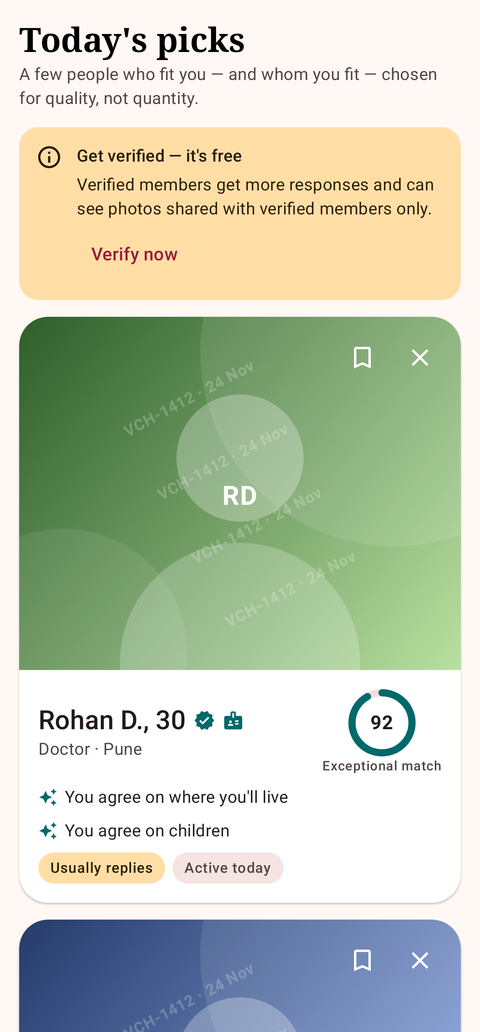 Today's picks
A few people who fit you — and whom you fit — chosen
for quality, not quantity.
Get verified — it's free
Verified members get more responses and can
see photos shared with verified members only.
Verify now
VCH-1412 · 24 Nov
VCH-1412 · 24 Nov
RD
VCH-1412 · 24 Nov
VCH-1412 · 24 Nov
Rohan D., 30
92
Doctor · Pune
Exceptional match
You agree on where you'll live
You agree on children
Usually replies
Active today
VCH-1412 · 24 Nov